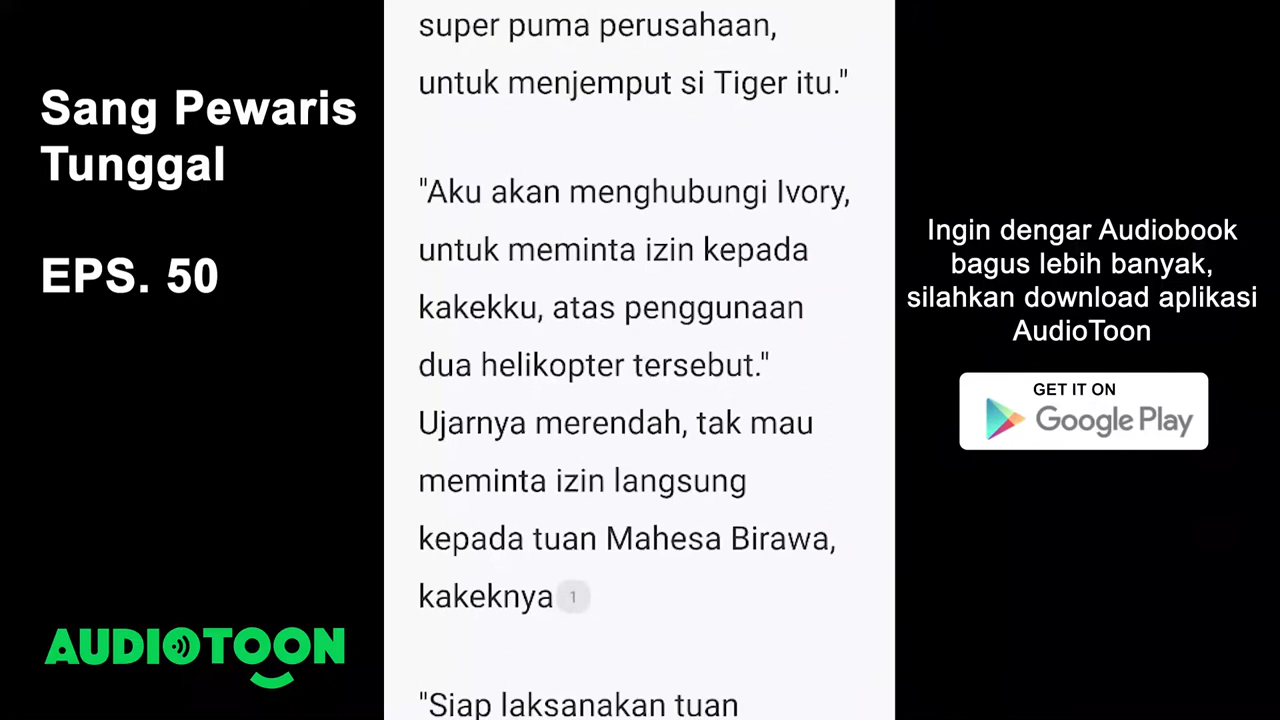 Sang Pewaris
Tunggal
EPS. 50
AUDIOTOON
super puma perusahaan,
untuk menjemput si Tiger itu."
"Aku akan menghubungi Ivory,
untuk meminta izin kepada
kakekku, atas penggunaan
dua helikopter tersebut."
Ujarnya merendah, tak mau
meminta izin langsung
kepada tuan Mahesa Birawa,
kakeknya 1
"Siap laksanakan tuan
Ingin dengar Audiobook
bagus lebih banyak,
silahkan download aplikasi
AudioToon
GET IT ON
Google Play